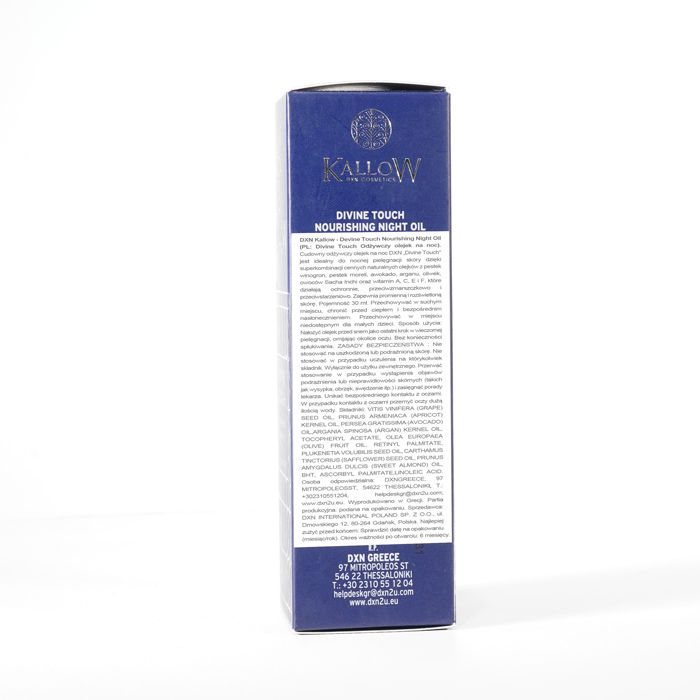 KALLOW
DXN COSMETICS
DIVINE TOUCH
NOURISHING NIGHT OIL
DXN Kallow - Devine Touch Nourishing Night Oil
(PL: Divine Touch Odżywczy olejek na noc).
Cudowny odżywczy olejek na noc DXN „Divine Touch"
jest idealny do nocnej pielęgnacji skóry dzięki
superkombinacji cennych naturalnych olejków z pestek
winogron, pestek moreli, awokado, arganu, oliwek,
owoców Sacha Inchi oraz witamin A, C, E i F, które
działają ochronnie, przeciwzmarszczkowo i
przeciwstarzeniowo. Zapewnia promienną i rozświetloną
skórę. Pojemność 30 ml. Przechowywać w suchym
miejscu, chronić przed ciepłem i bezpośrednim
nasłonecznieniem. Przechowywać w miejscu
niedostępnym dla małych dzieci. Sposób użycia:
Nałożyć olejek przed snem jako ostatni krok w wieczornej
pielęgnacji, omijając okolice oczu. Bez konieczności
spłukiwania. ZASADY BEZPIECZEŃSTWA : Nie
stosować na uszkodzoną lub podrażnioną skórę. Nie
stosować w przypadku uczulenia na którykolwiek
składnik. Wyłącznie do użytku zewnętrznego. Przerwać
stosowanie w przypadku wystąpienia objawów
podrażnienia lub nieprawidłowości skórnych (takich
jak wysypka, obrzęk, swędzenie itp.) i zasięgnąć porady
lekarza. Unikać bezpośredniego kontaktu z oczami.
W przypadku kontaktu z oczami przemyć oczy dużą
ilością wody. Składniki: VITIS VINIFERA (GRAPE)
SEED OIL, PRUNUS ARMENIACA (APRICOT)
KERNEL OIL, PERSEA GRATISSIMA (AVOCADO)
OIL,ARGANIA SPINOSA (ARGAN) KERNEL OIL,
TOCOPHERYL ACETATE, OLEA EUROPAEA
(OLIVE) FRUIT OIL, RETINYL PALMITATE,
PLUKENETIA VOLUBILIS SEED OIL, CARTHAMUS
TINCTORIUS (SAFFLOWER) SEED OIL, PRUNUS
AMYGDALUS DULCIS (SWEET ALMOND) OIL,
BHT, ASCORBYL PALMITATE,LINOLEIC ACID.
Osoba odpowiedzialna: DXNGREECE, 97
MITROPOLEOSST, 54622 THESSALONIKI, T.:
+302310551204, helpdeskgr@dxn2u.com;
www.dxn2u.eu. Wyprodukowano w Grecji. Partia
produkcyjna: podana na opakowaniu. Sprzedawca:
DXN INTERNATIONAL POLAND SP. Z O.O., ul.
Dmowskiego 12, 80-264 Gdańsk, Polska. Najlepiej
zużyć przed końcem: Sprawdzić datę na opakowaniu
(miesiąc/rok). Okres ważności po otwarciu: 6 miesięcy.
DXN GREECE
97 MITROPOLEOS ST
546 22 THESSALONIKI
T.: +30 2310 55 12 04
helpdeskgr@dxn2u.com
www.dxn2u.eu